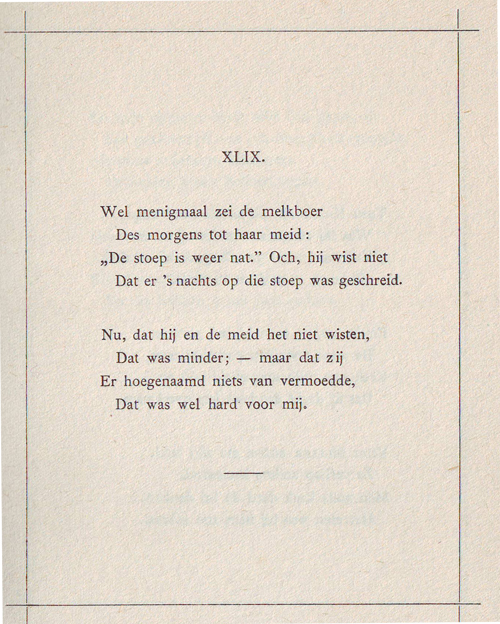 XLIX.
Wel menigmaal zei de melkboer
Des morgens tot haar meid:
„De stoep is weer nat.” Och, hij wist niet
Dat er 's nachts op die stoep was geschreid.
Nu, dat hij en de meid het niet wisten,
Dat was minder; — maar dat zij
Er hoegenaamd niets van vermoedde,
Dat was wel hard voor mij.